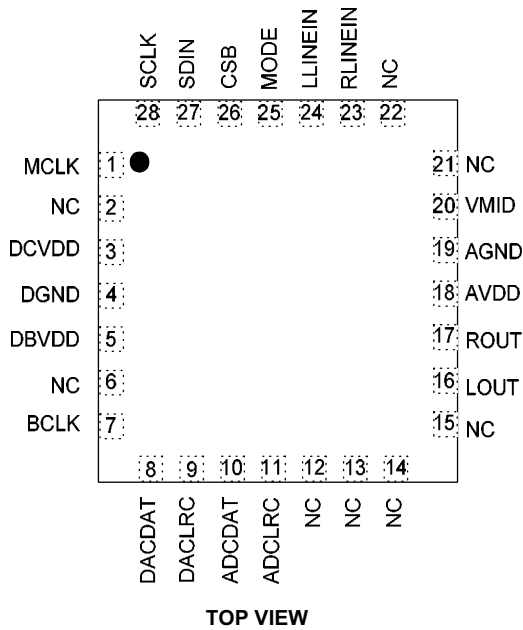 SCLK
SDIN
CSB
MODE
LLINEIN
RLINEIN
NC
28 27 26 25 24 23 22
MCLK 1 21 NC
NC 2 20 VMID
DCVDD 3 19 AGND
DGND 4 18 AVDD
DBVDD 5 17 ROUT
NC 6 16 LOUT
BCLK 7 15 NC
8 9 10 11 12 13 14
DACDAT
DACLRC
ADCDAT
ADCLRC
NC
NC
NC
TOP VIEW